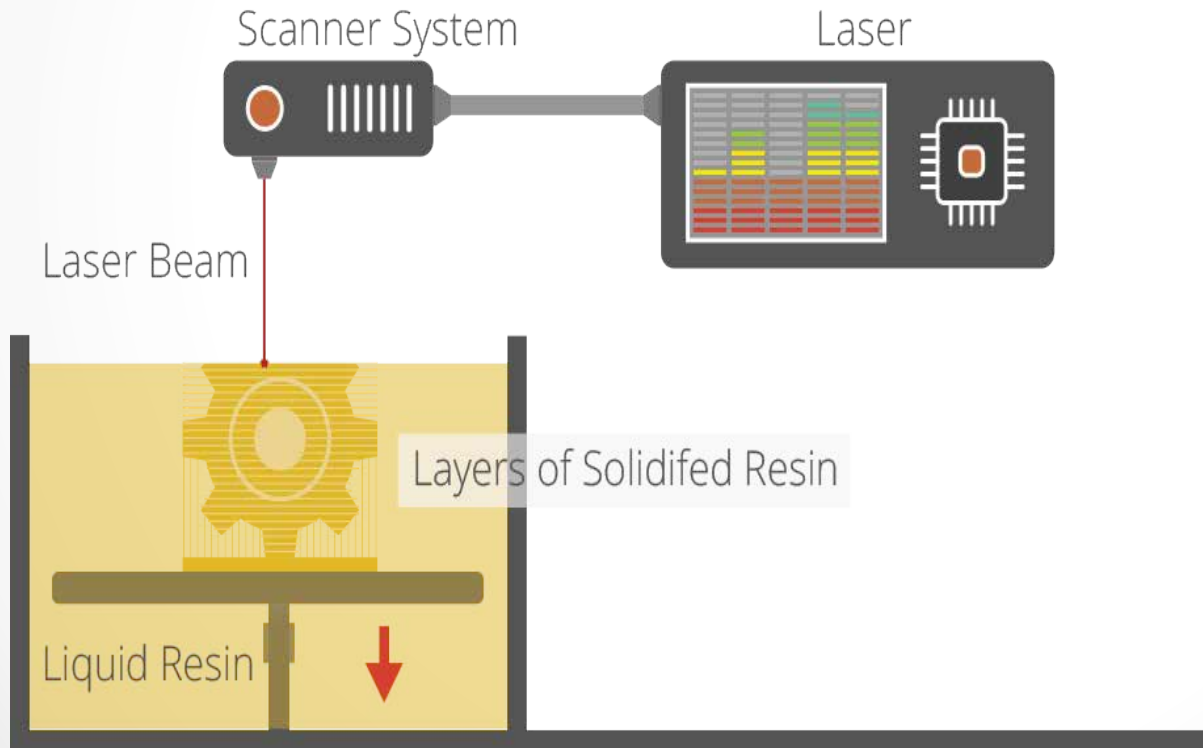 Scanner System
Laser
Laser Beam
Layers of Solidifed Resin
Liquid Resin